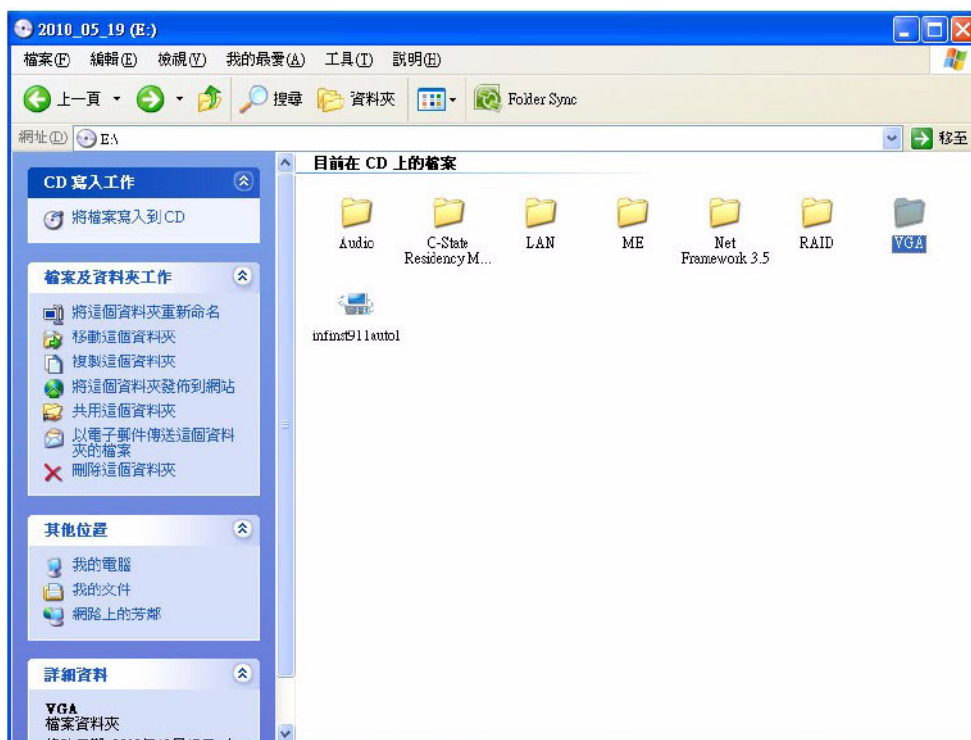 2010_05_19 (E:)
檔案(F) 編輯(E) 檢視(V) 我的最愛(A) 工具(T) 說明(H)
上一頁 搜尋 資料夾 Folder Sync
網址(D) E:\ 移至
CD 寫入工作
將檔案寫入到 CD
檔案及資料夾工作
將這個資料夾重新命名
移動這個資料夾
複製這個資料夾
將這個資料夾發佈到網站
共用這個資料夾
以電子郵件傳送這個資料
夾的檔案
刪除這個資料夾
其他位置
我的電腦
我的文件
網路上的芳鄰
詳細資料
VGA
檔案資料夾
目前在 CD 上的檔案
Audio
C-State
Residency M...
LAN
ME
Net
Framework 3.5
RAID
VGA
infinst911autol